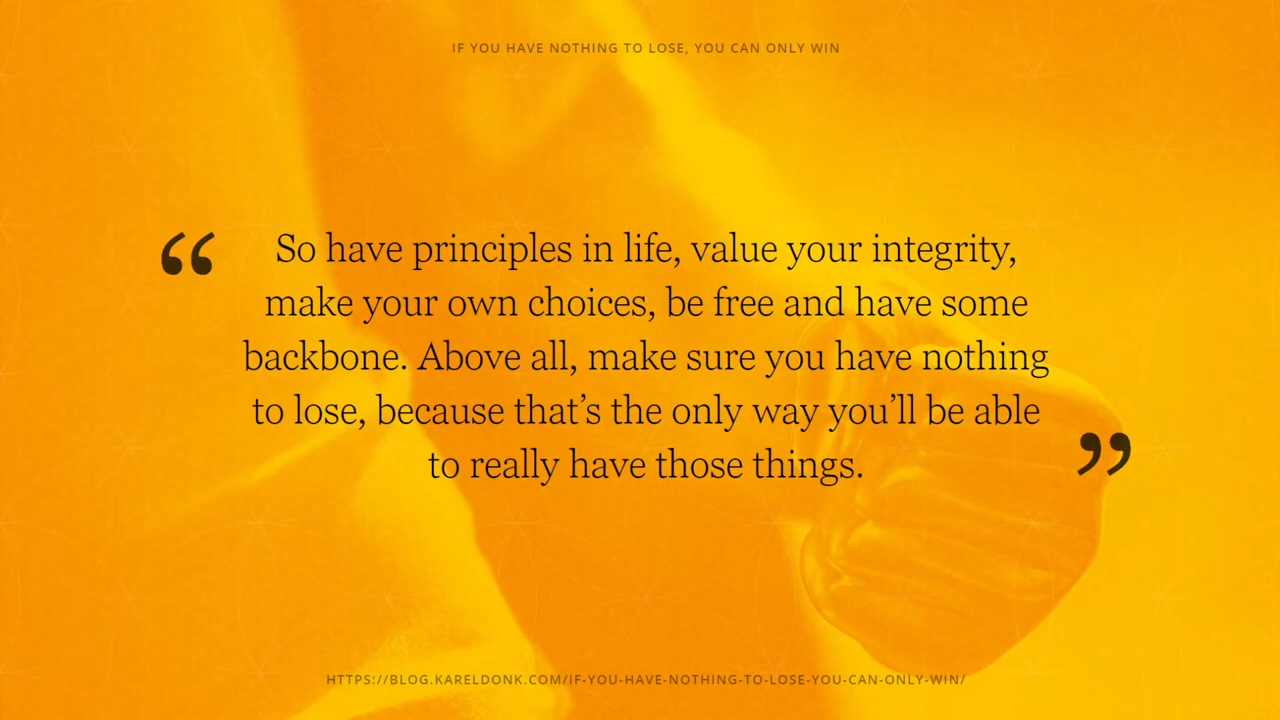 IF YOU HAVE NOTHING TO LOSE, YOU CAN ONLY WIN
“ So have principles in life, value your integrity,
make your own choices, be free and have some
backbone. Above all, make sure you have nothing
to lose, because that’s the only way you’ll be able
to really have those things. ”
HTTPS://BLOG.KARELDONK.COM/IF-YOU-HAVE-NOTHING-TO-LOSE-YOU-CAN-ONLY-WIN/